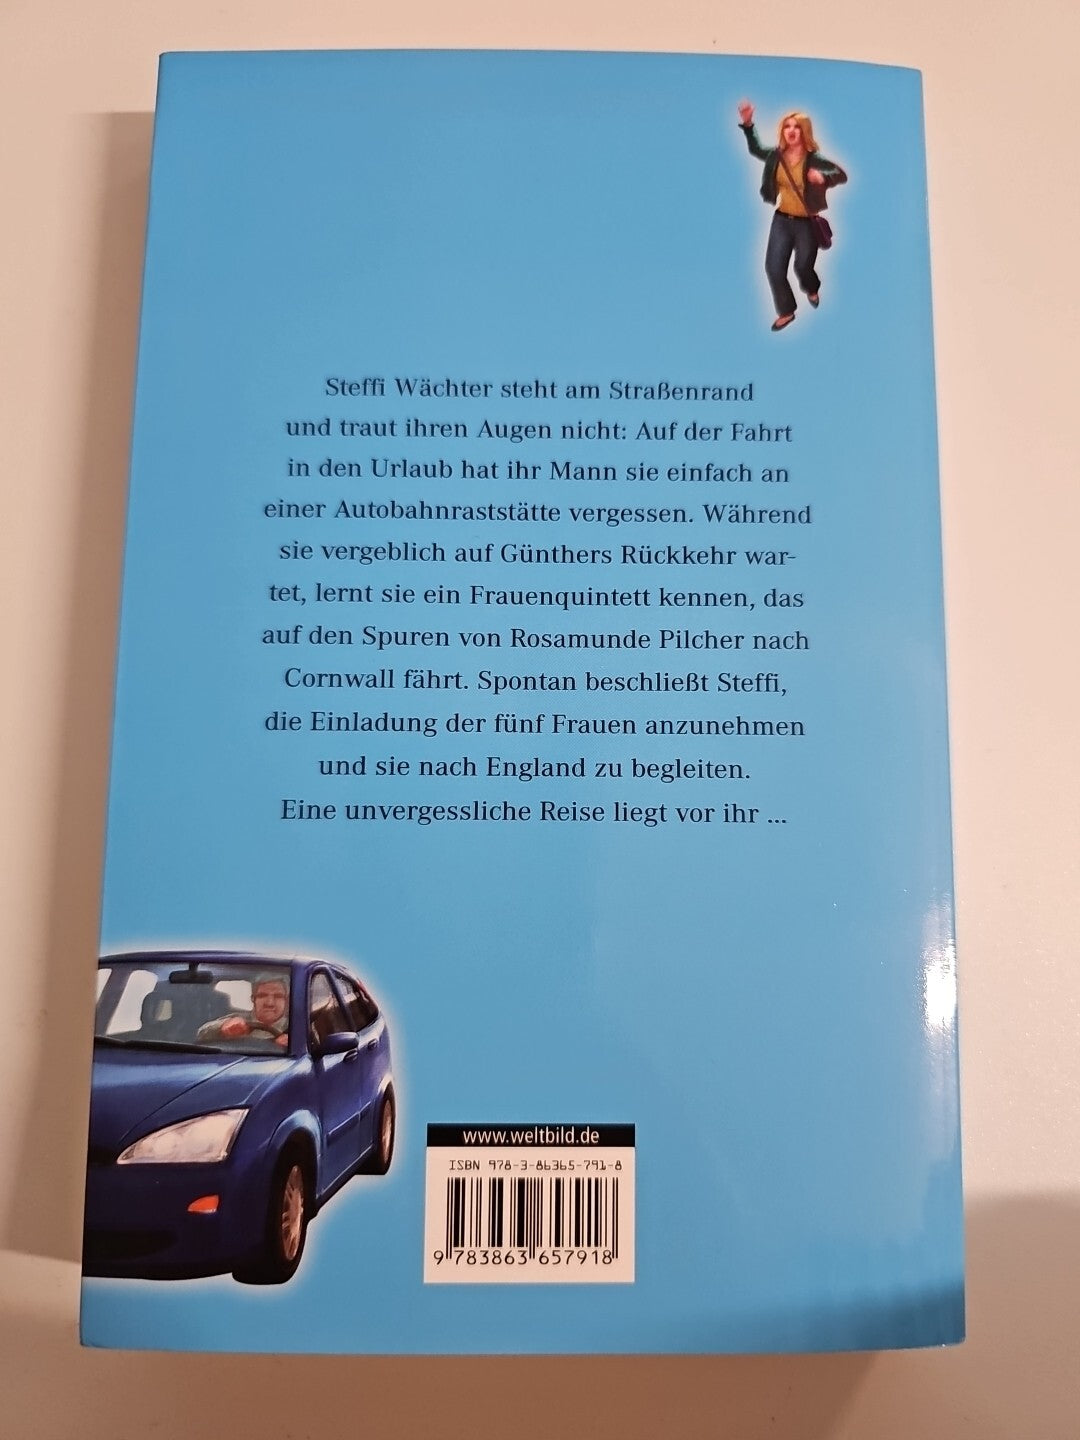 Steffi Wächter steht am Straßenrand
und traut ihren Augen nicht: Auf der Fahrt
in den Urlaub hat ihr Mann sie einfach an
einer Autobahnraststätte vergessen. Während
sie vergeblich auf Günthers Rückkehr war-
tet, lernt sie ein Frauenquintett kennen, das
auf den Spuren von Rosamunde Pilcher nach
Cornwall fährt. Spontan beschließt Steffi,
die Einladung der fünf Frauen anzunehmen
und sie nach England zu begleiten.
Eine unvergessliche Reise liegt vor ihr ...
www.weltbild.de
ISBN 978-3-86365-791-8
9 783863 657918